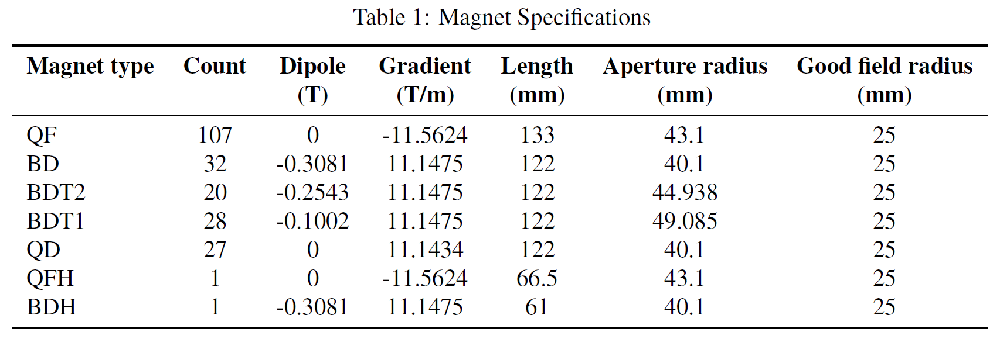 Table 1: Magnet Specifications
Magnet type Count Dipole Gradient Length Aperture radius Good field radius
(T) (T/m) (mm) (mm) (mm)
QF 107 0 -11.5624 133 43.1 25
BD 32 -0.3081 11.1475 122 40.1 25
BDT2 20 -0.2543 11.1475 122 44.938 25
BDT1 28 -0.1002 11.1475 122 49.085 25
QD 27 0 11.1434 122 40.1 25
QFH 1 0 -11.5624 66.5 43.1 25
BDH 1 -0.3081 11.1475 61 40.1 25